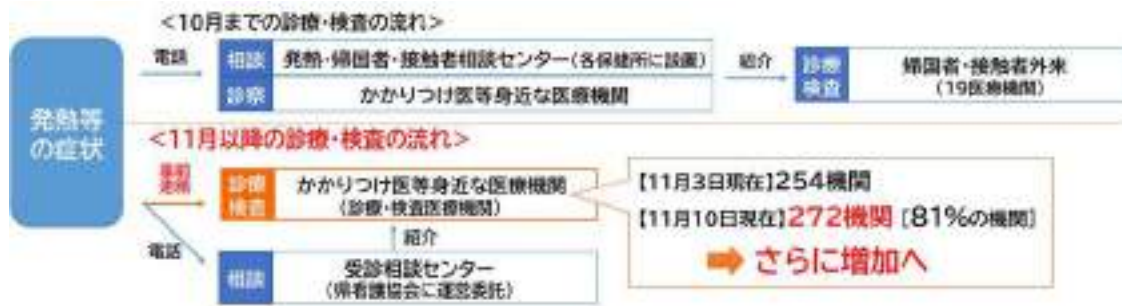 <10月までの診療・検査の流れ>
発熱等
の症状
電話
相談 発熱・帰国者・接触者相談センター(各保健所に設置)
診察 かかりつけ医等身近な医療機関
紹介
診療
検査
帰国者・接触者外来
(19医療機関)
<11月以降の診療・検査の流れ>
事前
連絡
診療
検査
かかりつけ医等身近な医療機関
(診療・検査医療機関)
【11月3日現在】254機関
【11月10日現在】272機関 [81%の機関]
さらに増加へ
紹介
電話
相談
受診相談センター
(県看護協会に運営委託)